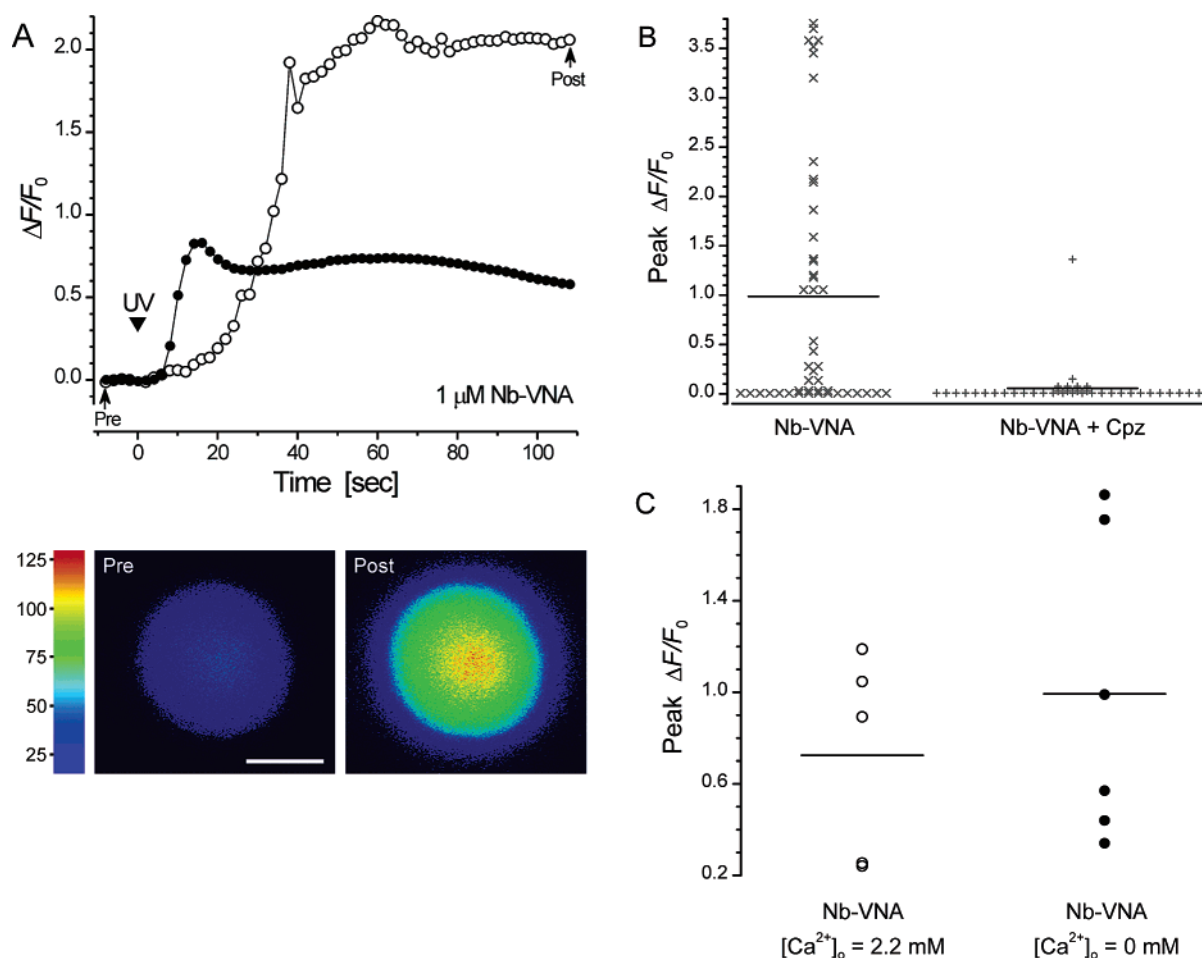 A
2.0
1.5
1.0
0.5
0.0
ΔF/F₀
UV
Pre
Post
1 μM Nb-VNA
0 20 40 60 80 100
Time [sec]
125
100
75
50
25
Pre
Post
B
3.5
3.0
2.5
2.0
1.5
1.0
0.5
0.0
Peak ΔF/F₀
Nb-VNA
Nb-VNA + Cpz
C
1.8
1.4
1.0
0.6
0.2
Peak ΔF/F₀
Nb-VNA
[Ca²⁺]ₒ = 2.2 mM
Nb-VNA
[Ca²⁺]ₒ = 0 mM